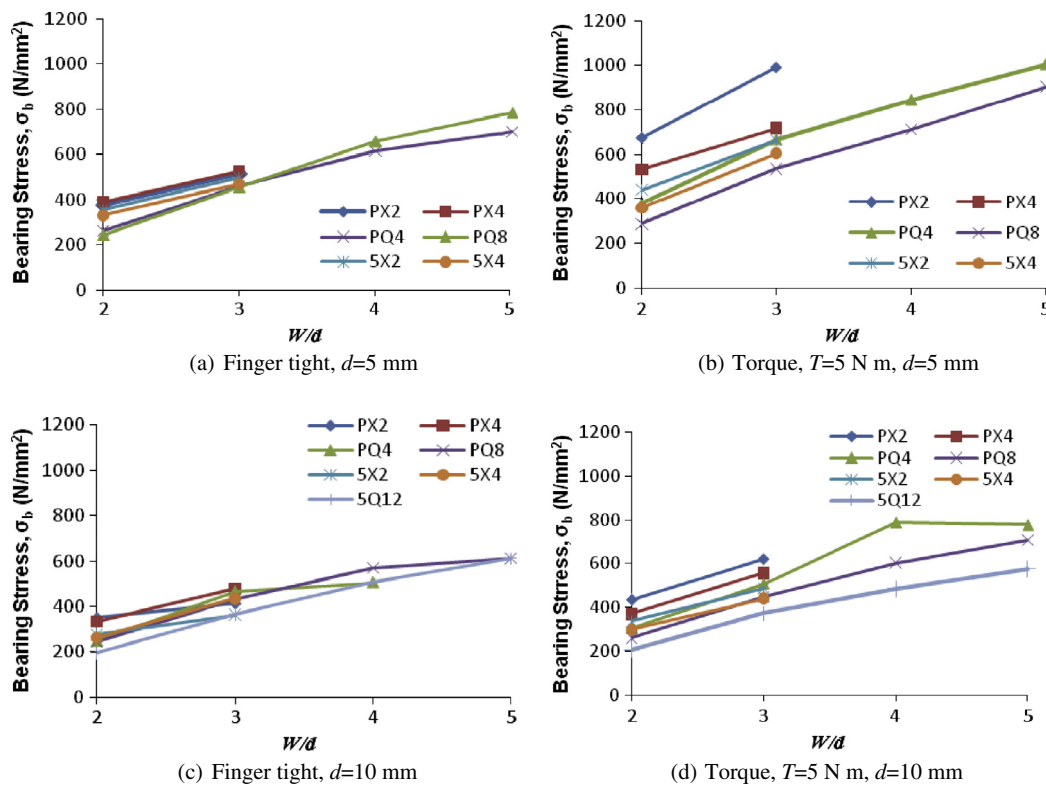 1200
1000
800
600
400
200
0
Bearing Strress, σb (N/mm²)
PX2 PX4
PQ4 PQ8
5X2 5X4
2 3 4 5
W/d
(a) Finger tight, d=5 mm
1200
1000
800
600
400
200
0
Bearing Strress, σb (N/mm²)
PX2 PX4
PQ4 PQ8
5X2 5X4
2 3 4 5
W/d
(b) Torque, T=5 N m, d=5 mm
1200
1000
800
600
400
200
0
Bearing Strress, σb (N/mm²)
PX2 PX4
PQ4 PQ8
5X2 5X4
5Q12
2 3 4 5
W/d
(c) Finger tight, d=10 mm
1200
1000
800
600
400
200
0
Bearing Strress, σb (N/mm²)
PX2 PX4
PQ4 PQ8
5X2 5X4
5Q12
2 3 4 5
W/d
(d) Torque, T=5 N m, d=10 mm